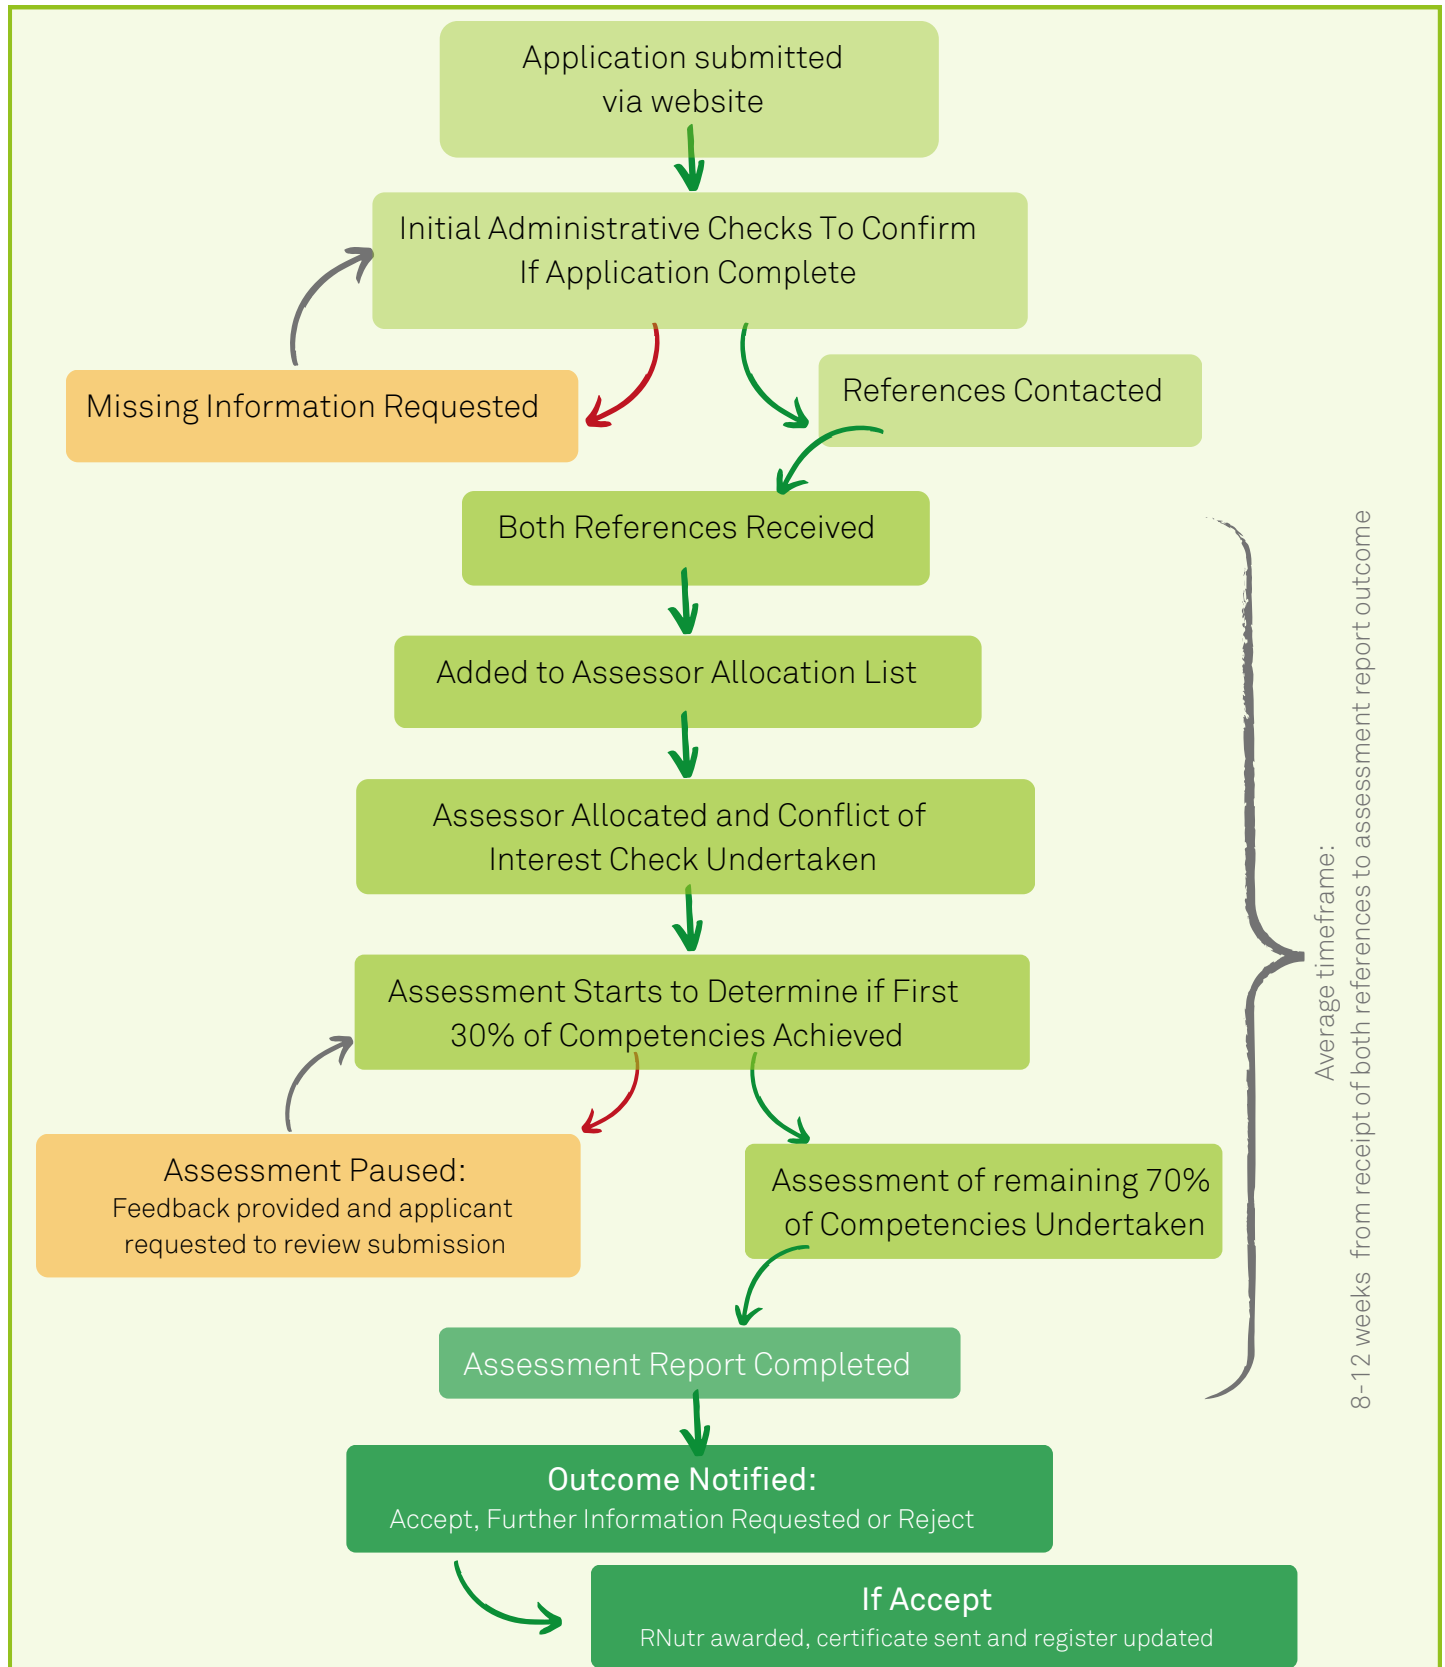 Application submitted
via website
Initial Administrative Checks To Confirm
If Application Complete
Missing Information Requested
References Contacted
Both References Received
Added to Assessor Allocation List
Assessor Allocated and Conflict of
Interest Check Undertaken
Assessment Starts to Determine if First
30% of Competencies Achieved
Assessment Paused:
Feedback provided and applicant
requested to review submission
Assessment of remaining 70%
of Competencies Undertaken
Assessment Report Completed
Outcome Notified:
Accept, Further Information Requested or Reject
If Accept
RNutr awarded, certificate sent and register updated
Average timeframe:
8-12 weeks from receipt of both references to assessment report outcome